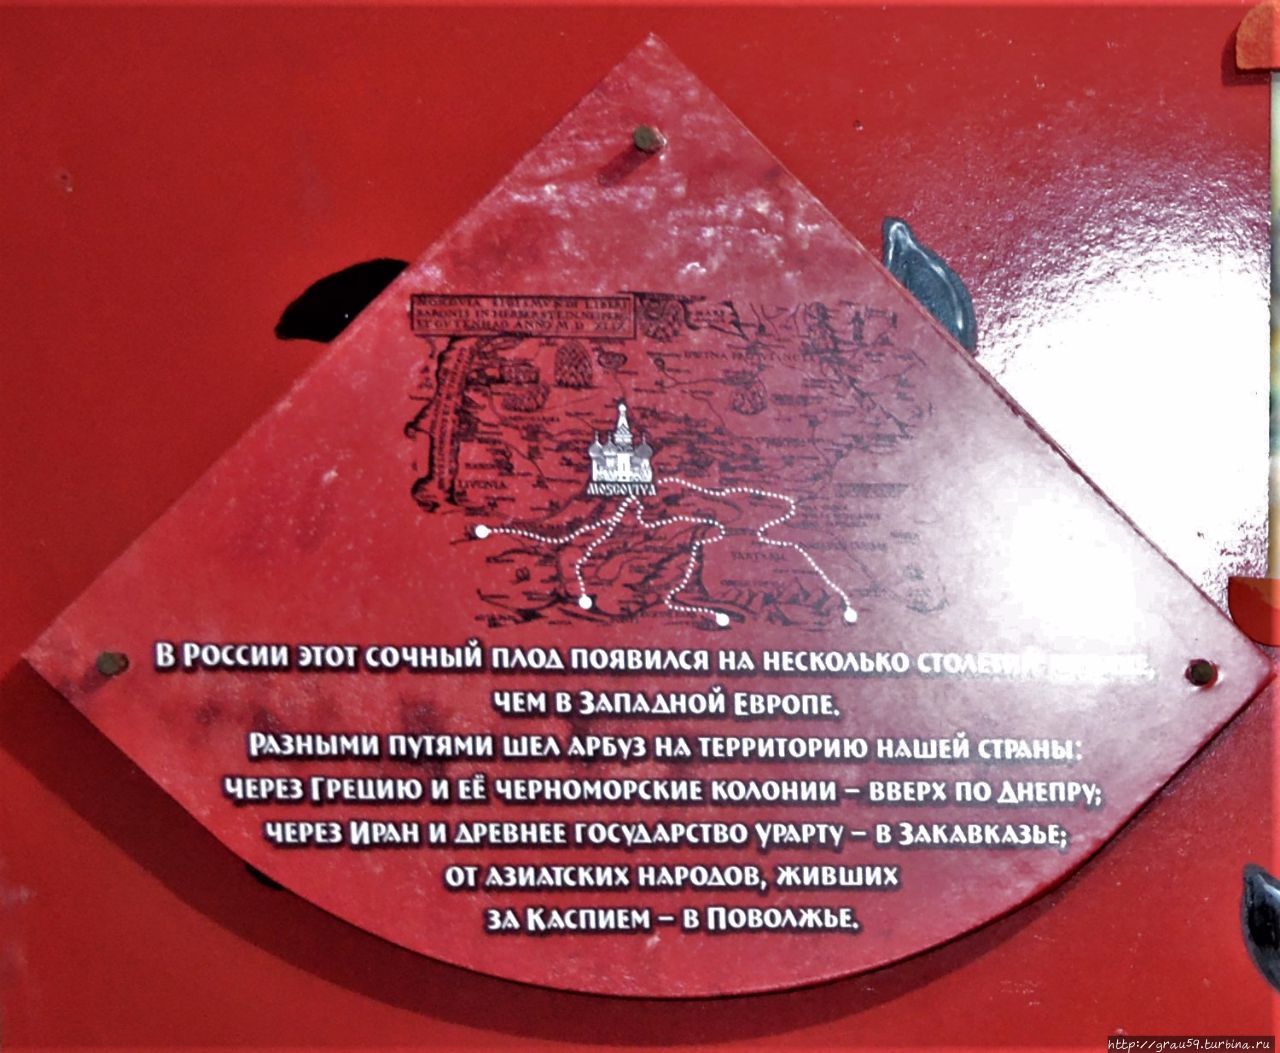 MOSCOVIYA
LIVONIA
В России этот сочный плод появился на несколько столетий
чем в Западной Европе.
Разными путями шел арбуз на территорию нашей страны:
через Грецию и её черноморские колонии – вверх по Днепру;
через Иран и древнее государство Урарту – в Закавказье;
от азиатских народов, живших
за Каспием – в Поволжье.
http://grau59.turbina.ru